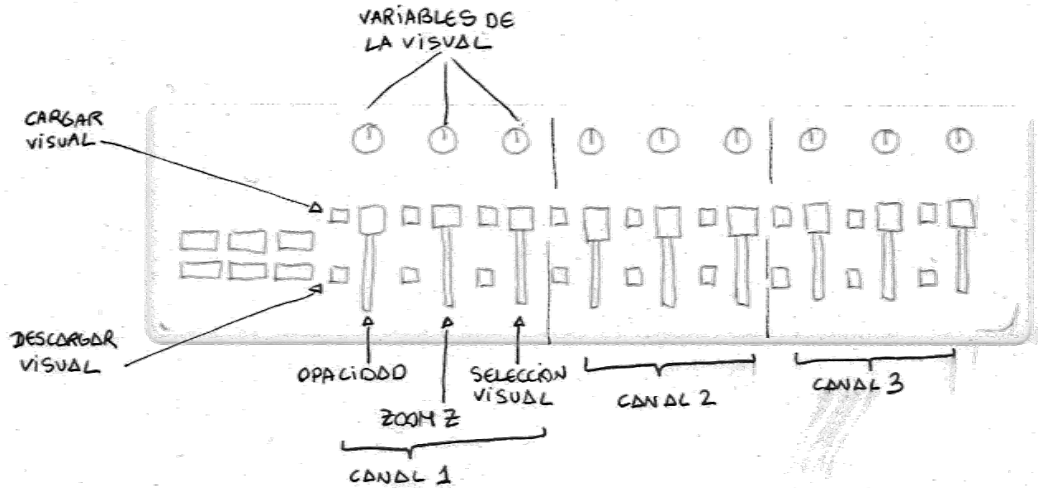 VARiABLES DE
LA ViSUAL
CARGAR
ViSUAL
DESCARGAR
ViSUAL
OPACIDAD
ZOOM Z
SELECCION
ViSUAL
CANAL 1
CANAL 2
CANAL 3